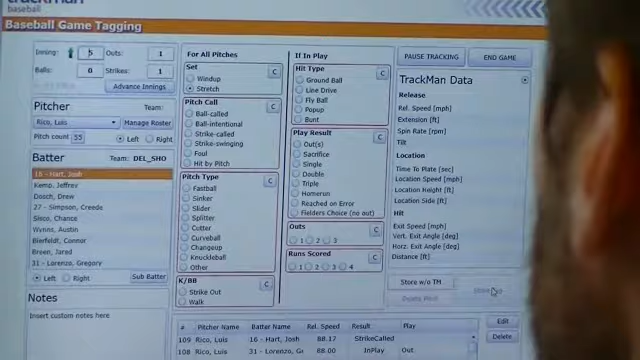 trackman
baseball
Baseball Game Tagging
Inning: 5 Outs: 1
Balls: 0 Strikes: 1
Advance Innings
Pitcher Team:
Rico, Luis Manage Roster
Pitch count 55 Left Right
Batter Team: DEL_SHO
16 - Hart, Josh
Kemp, Jeffrey
Dosch, Drew
27 - Simpson, Creede
Sisco, Chance
Wynns, Austin
Bierfeldt, Connor
Breen, Jared
31 - Lorenzo, Gregory
Left Right Sub Batter
Notes
Insert custom notes here
For All Pitches
Set C
Windup
Stretch
Pitch Call C
Ball-called
Ball-intentional
Strike-called
Strike-swinging
Foul
Hit by Pitch
Pitch Type C
Fastball
Sinker
Slider
Splitter
Cutter
Curveball
Changeup
Knuckleball
Other
K/BB C
Strike Out
Walk
If In Play
Hit Type C
Ground Ball
Line Drive
Fly Ball
Popup
Bunt
Play Result C
Out(s)
Sacrifice
Single
Double
Triple
Homerun
Reached on Error
Fielders Choice (no out)
Outs C
1 2 3
Runs Scored C
1 2 3 4
PAUSE TRACKING END GAME
TrackMan Data
Release
Rel. Speed [mph]
Extension [ft]
Spin Rate [rpm]
Tilt
Location
Time To Plate (sec)
Location Speed [mph]
Location Height [ft]
Location Side [ft]
Hit
Exit Speed [mph]
Vert. Exit Angle [deg]
Horz. Exit Angle [deg]
Distance [ft]
Store w/o TM
Delete Pitch
# Pitcher Name Batter Name Rel. Speed Result Play
109 Rico, Luis 16 - Hart, Josh 88.17 StrikeCalled
108 Rico, Luis 31 - Lorenzo, Gr 88.00 InPlay Out
Edit
Delete